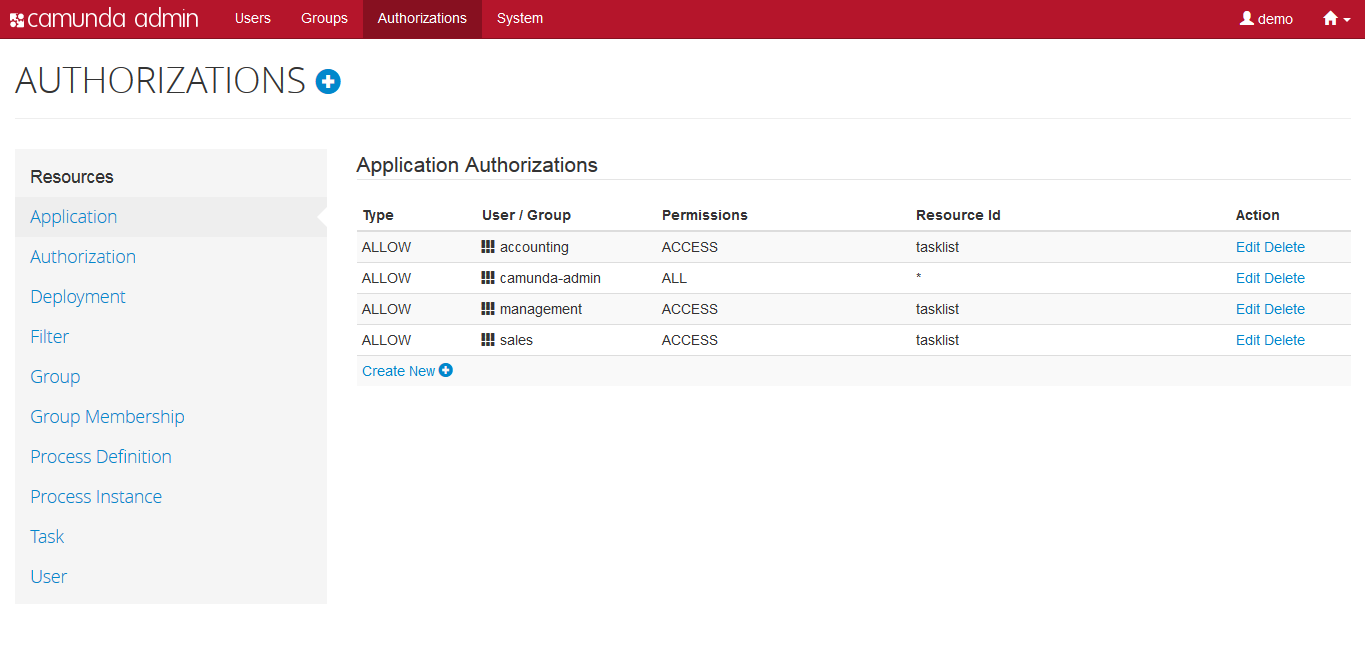 camunda admin Users Groups Authorizations System demo
AUTHORIZATIONS
Resources
Application
Authorization
Deployment
Filter
Group
Group Membership
Process Definition
Process Instance
Task
User
Application Authorizations
Type User / Group Permissions Resource Id Action
ALLOW accounting ACCESS tasklist Edit Delete
ALLOW camunda-admin ALL * Edit Delete
ALLOW management ACCESS tasklist Edit Delete
ALLOW sales ACCESS tasklist Edit Delete
Create New